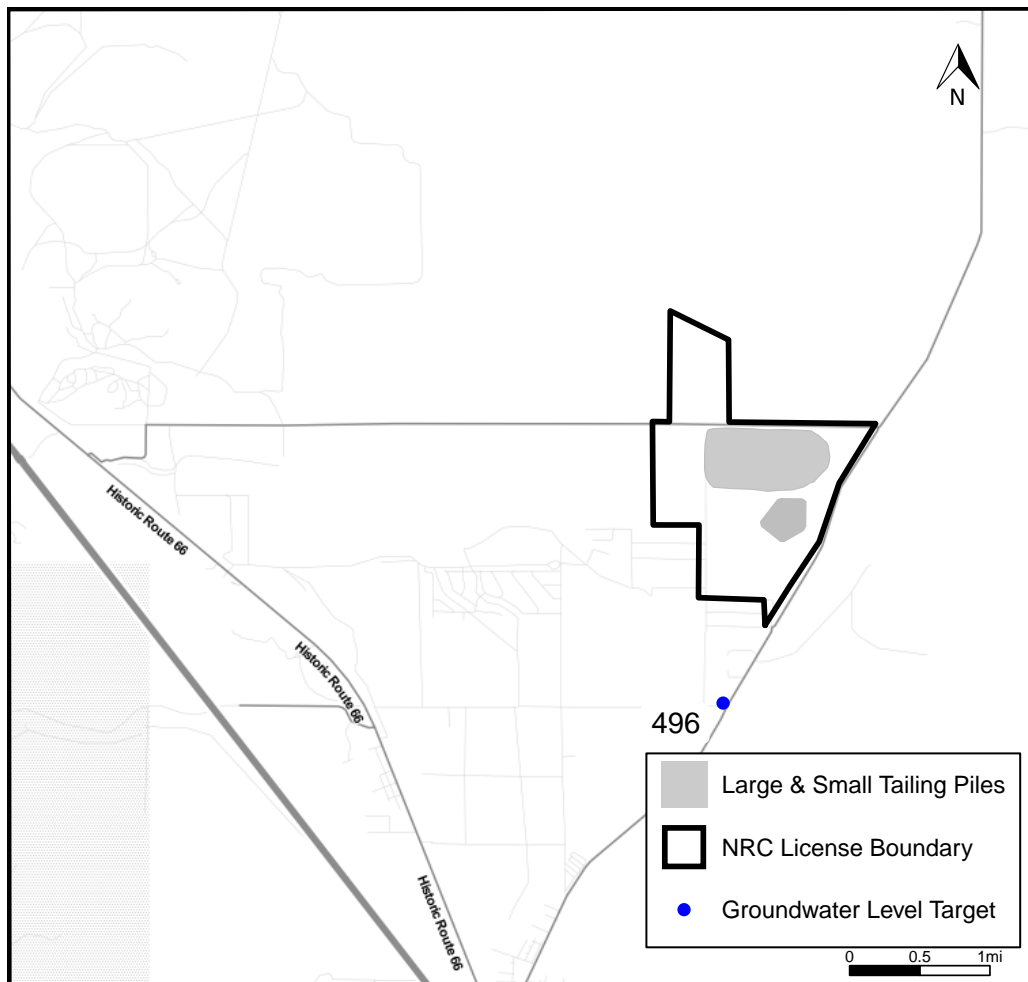 N
Historic Route 66
Historic Route 66
496
Large & Small Tailing Piles
NRC License Boundary
Historic Route 66
Groundwater Level Target
0 0.5 1mi